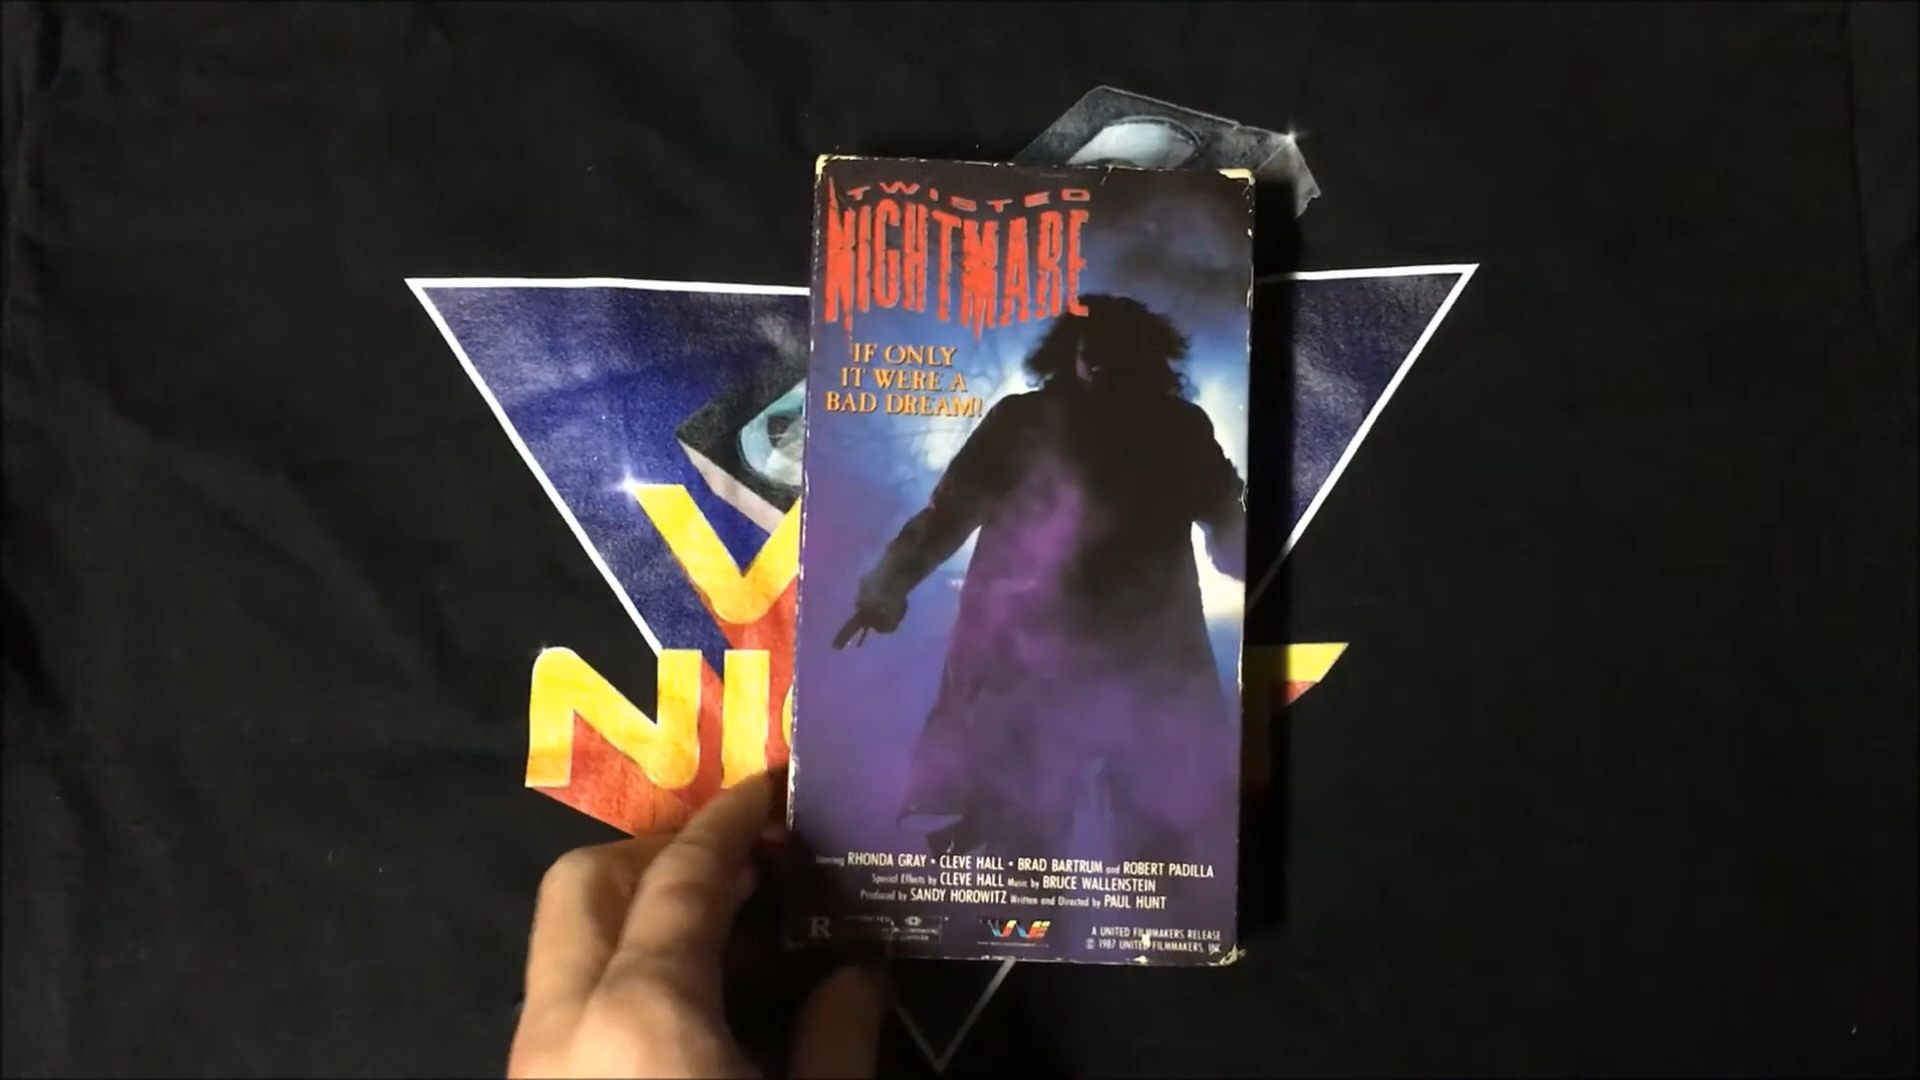 TWISTED
NIGHTMARE
IF ONLY
IT WERE A
BAD DREAM!
V
NI
Starring RHONDA GRAY • CLEVE HALL • BRAD BARTRUM and ROBERT PADILLA
Special Effects by CLEVE HALL Music by BRUCE WALLENSTEIN
Produced by SANDY HOROWITZ Written and Directed by PAUL HUNT
R
A UNITED FILMMAKERS RELEASE
© 1987 UNITED FILMMAKERS, INC